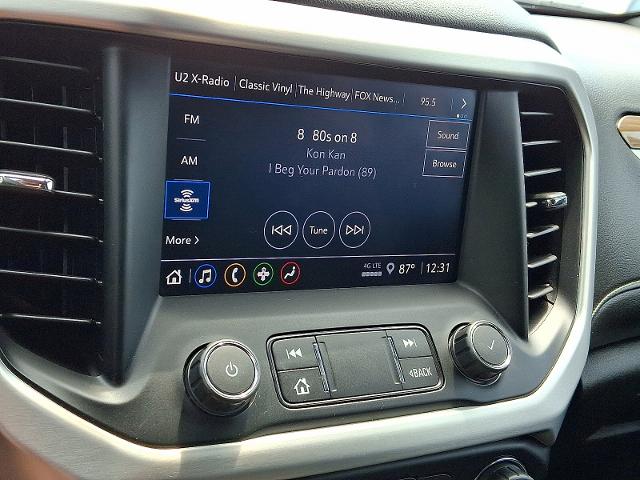 U2 X-Radio Classic Vinyl The Highway FOX News... 95.5
FM
AM
SiriusXM
More
8 80s on 8
Kon Kan
I Beg Your Pardon (89)
Sound
Browse
Tune
4G LTE 87° 12:31
BACK